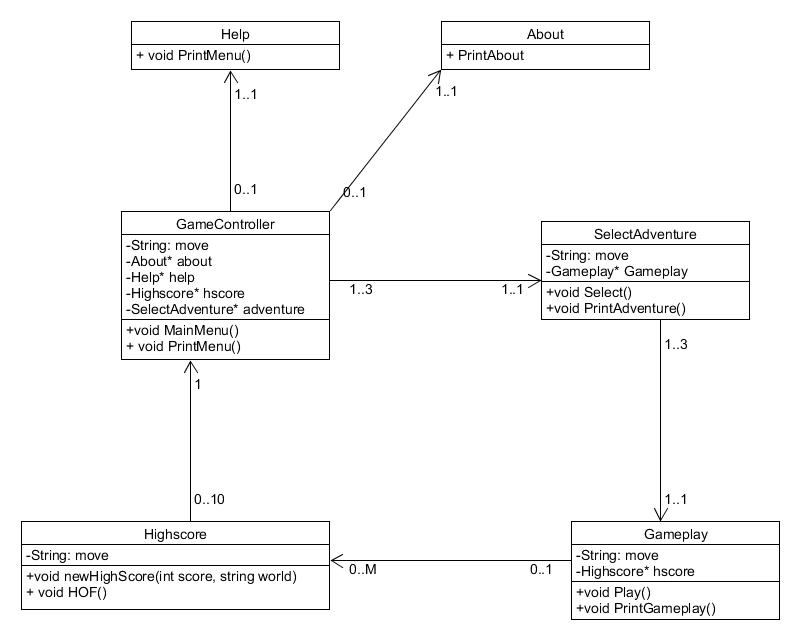 Help
+ void PrintMenu()
About
+ PrintAbout
1..1
1..1
0..1
0..1
GameController
-String: move
-About* about
-Help* help
-Highscore* hscore
-SelectAdventure* adventure
+void MainMenu()
+ void PrintMenu()
SelectAdventure
-String: move
-Gameplay* Gameplay
+void Select()
+void PrintAdventure()
1..3
1..1
1..3
1
0..10
1..1
Highscore
-String: move
+void newHighScore(int score, string world)
+ void HOF()
0..M
0..1
Gameplay
-String: move
-Highscore* hscore
+void Play()
+void PrintGameplay()